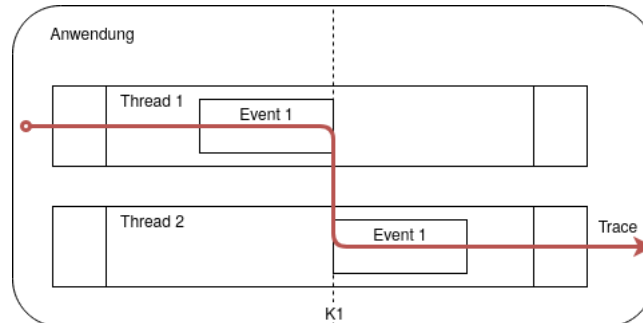 Anwendung
Thread 1
Event 1
Thread 2
Event 1
Trace
K1